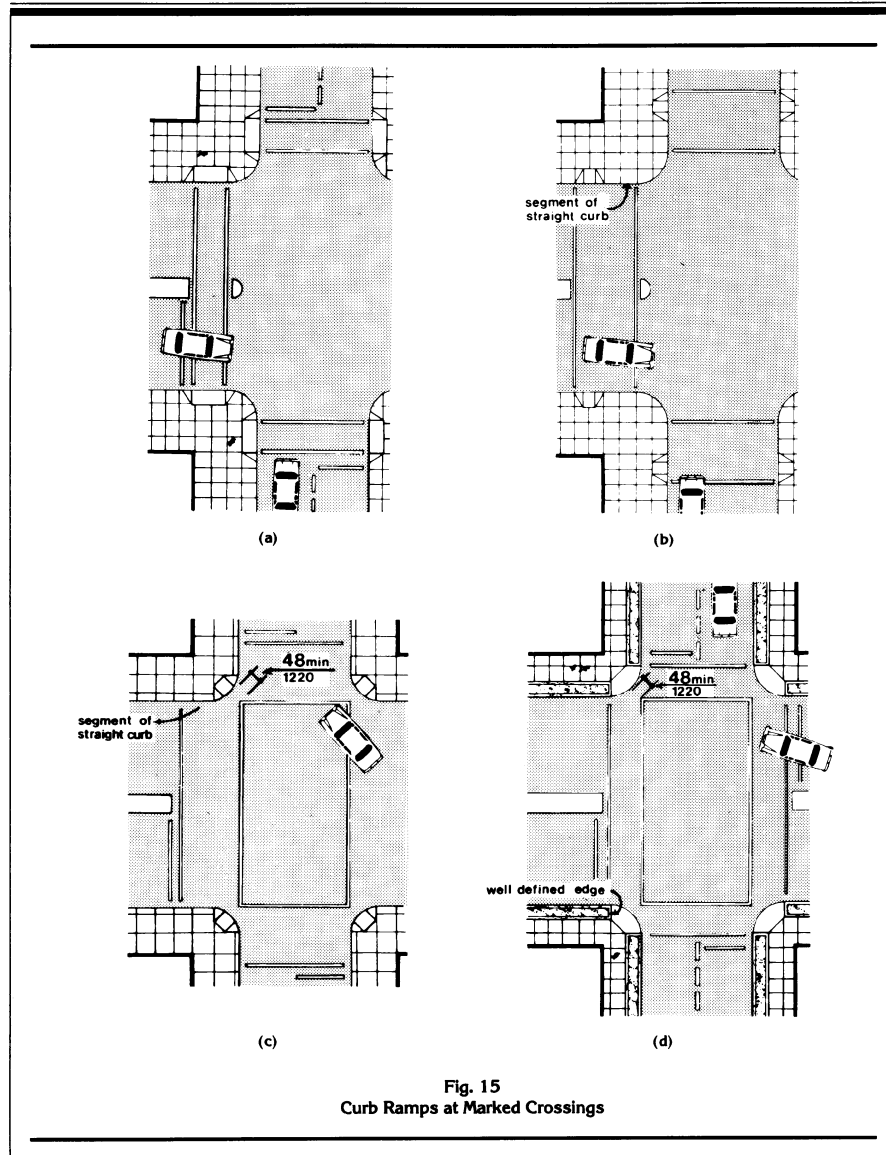 segment of
straight curb
(a)
(b)
48min
1220
segment of
straight curb
48min
1220
well defined edge
(c)
(d)
Fig. 15
Curb Ramps at Marked Crossings